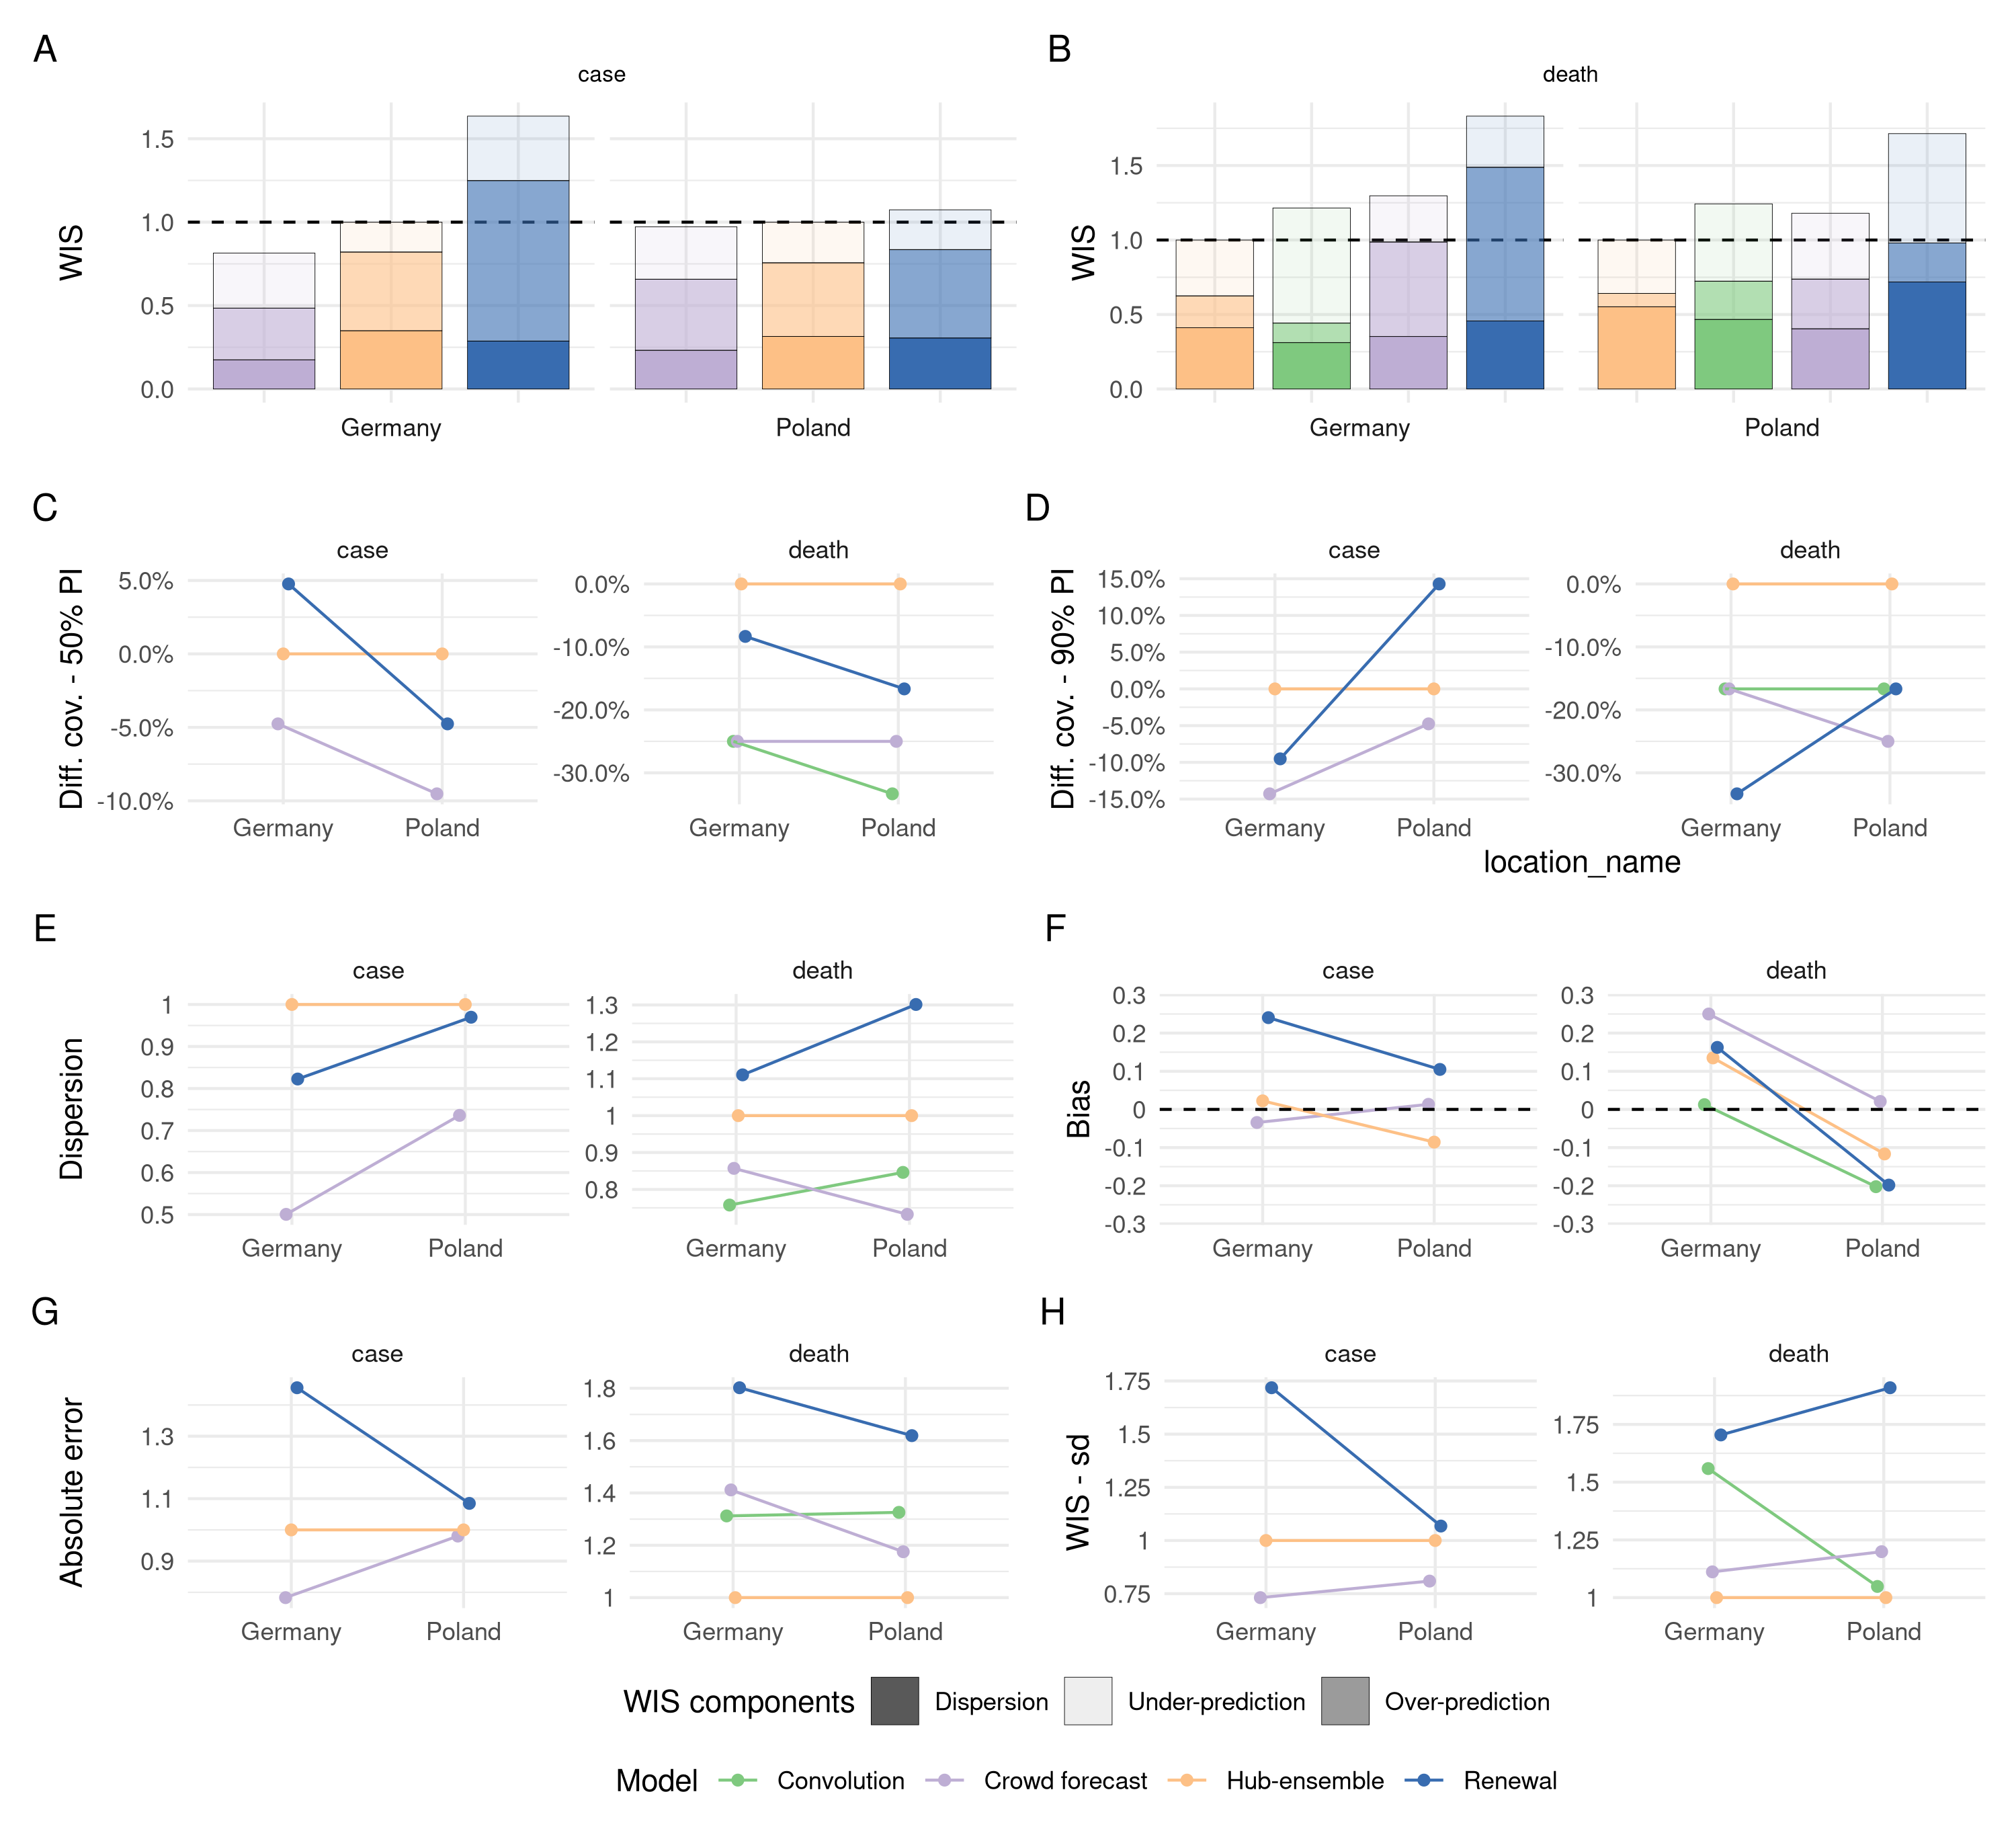 A
B
case
death
WIS
1.5
1.0
0.5
0.0
Germany
Poland
WIS
1.5
1.0
0.5
0.0
Germany
Poland
C
D
case
death
Diff. cov. - 50% PI
5.0%
0.0%
-5.0%
-10.0%
0.0%
-10.0%
-20.0%
-30.0%
Germany
Poland
Germany
Poland
case
death
Diff. cov. - 90% PI
15.0%
10.0%
5.0%
0.0%
-5.0%
-10.0%
-15.0%
0.0%
-10.0%
-20.0%
-30.0%
Germany
Poland
Germany
Poland
location_name
E
F
case
death
Dispersion
1
0.9
0.8
0.7
0.6
0.5
1.3
1.2
1.1
1
0.9
0.8
Germany
Poland
Germany
Poland
case
death
Bias
0.3
0.2
0.1
0
-0.1
-0.2
-0.3
0.3
0.2
0.1
0
-0.1
-0.2
-0.3
Germany
Poland
Germany
Poland
G
H
case
death
Absolute error
1.3
1.1
0.9
1.8
1.6
1.4
1.2
1
Germany
Poland
Germany
Poland
case
death
WIS - sd
1.75
1.5
1.25
1
0.75
1.75
1.5
1.25
1
Germany
Poland
Germany
Poland
WIS components Dispersion Under-prediction Over-prediction
Model Convolution Crowd forecast Hub-ensemble Renewal